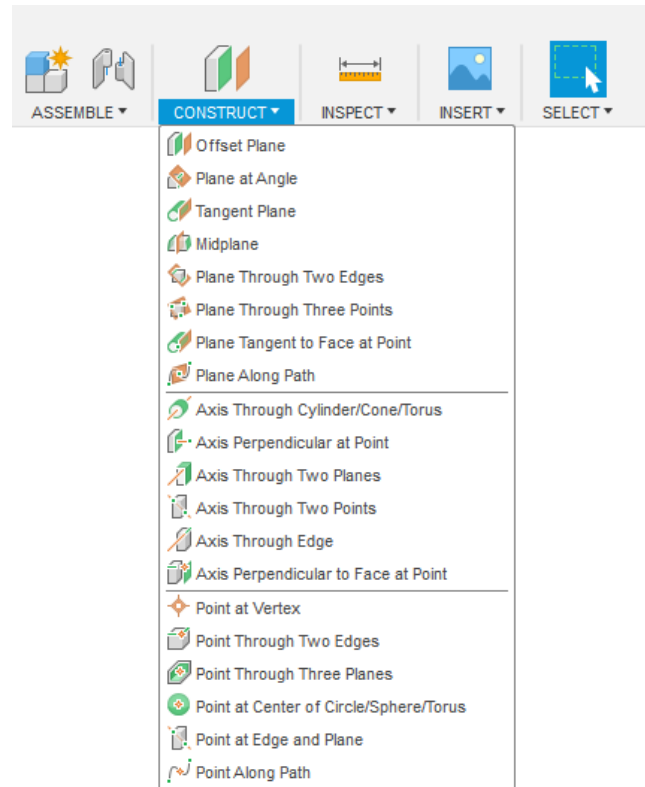 ASSEMBLE CONSTRUCT INSPECT INSERT SELECT
Offset Plane
Plane at Angle
Tangent Plane
Midplane
Plane Through Two Edges
Plane Through Three Points
Plane Tangent to Face at Point
Plane Along Path
Axis Through Cylinder/Cone/Torus
Axis Perpendicular at Point
Axis Through Two Planes
Axis Through Two Points
Axis Through Edge
Axis Perpendicular to Face at Point
Point at Vertex
Point Through Two Edges
Point Through Three Planes
Point at Center of Circle/Sphere/Torus
Point at Edge and Plane
Point Along Path